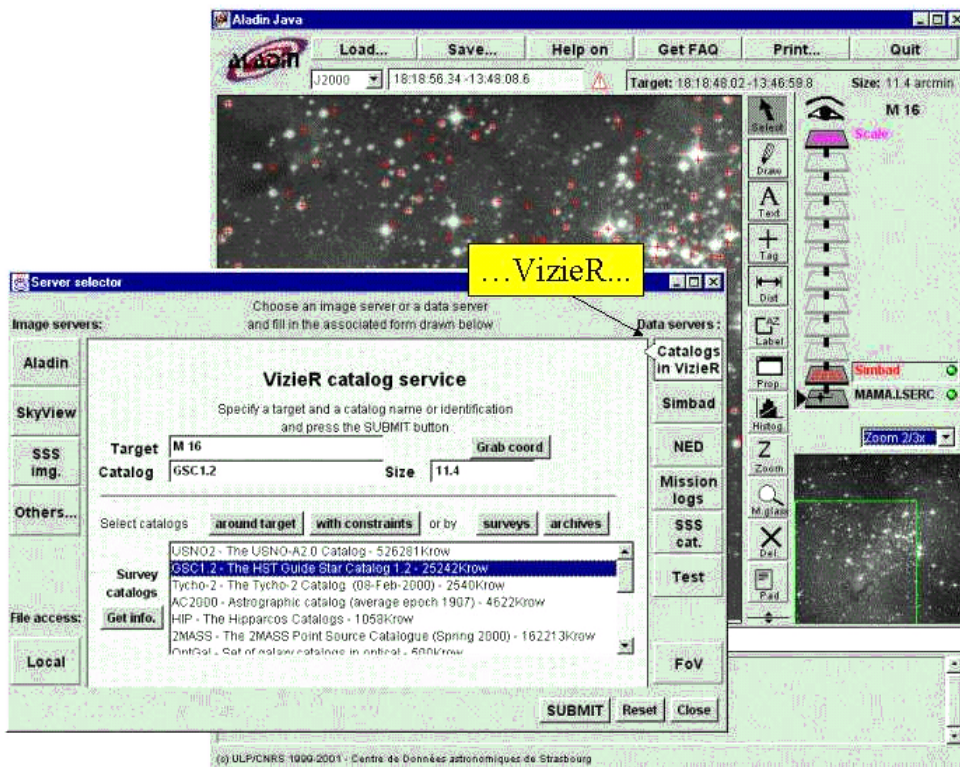 Aladin Java
ALADIN
Load... Save... Help on Get FAQ Print... Quit
J2000 18:18:56.34 -13:48:08.6 Target: 18:18:48.02 -13:46:59.8 Size: 11.4 arcmin
M 16
Select
Scale
Draw
A
Text
Tag
Dist
Label
Prop
Histog.
Z
Zoom
M.glass
Del
Pad
Simbad
MAMA.I.SERC
Zoom 2/3x
...VizieR...
Server selector
Choose an image server or a data server
and fill in the associated form drawn below
Image servers:
Data servers :
Aladin
SkyView
SSS
img.
Others...
File access:
Local
VizieR catalog service
Specify a target and a catalog name or identification
and press the SUBMIT button
Target M 16 Grab coord
Catalog GSC1.2 Size 11.4
Select catalogs around target with constraints or by surveys archives
Survey
catalogs
Get info.
USNO2 - The USNO-A2.0 Catalog - 526281Krow
GSC1.2 - The HST Guide Star Catalog 1.2 - 25242Krow
Tycho-2 - The Tycho-2 Catalog (08-Feb-2000) - 2540Krow
AC2000 - Astrographic catalog (average epoch 1907) - 4622Krow
HIP - The Hipparcos Catalogs - 1058Krow
2MASS - The 2MASS Point Source Catalogue (Spring 2000) - 162213Krow
OptGal - Set of galaxy catalogs in optical - 500Krow
Catalogs
in VizieR
Simbad
NED
Mission
logs
SSS
cat.
Test
FoV
SUBMIT Reset Close
(c) ULP/CNRS 1999-2001 - Centre de Données astronomiques de Strasbourg